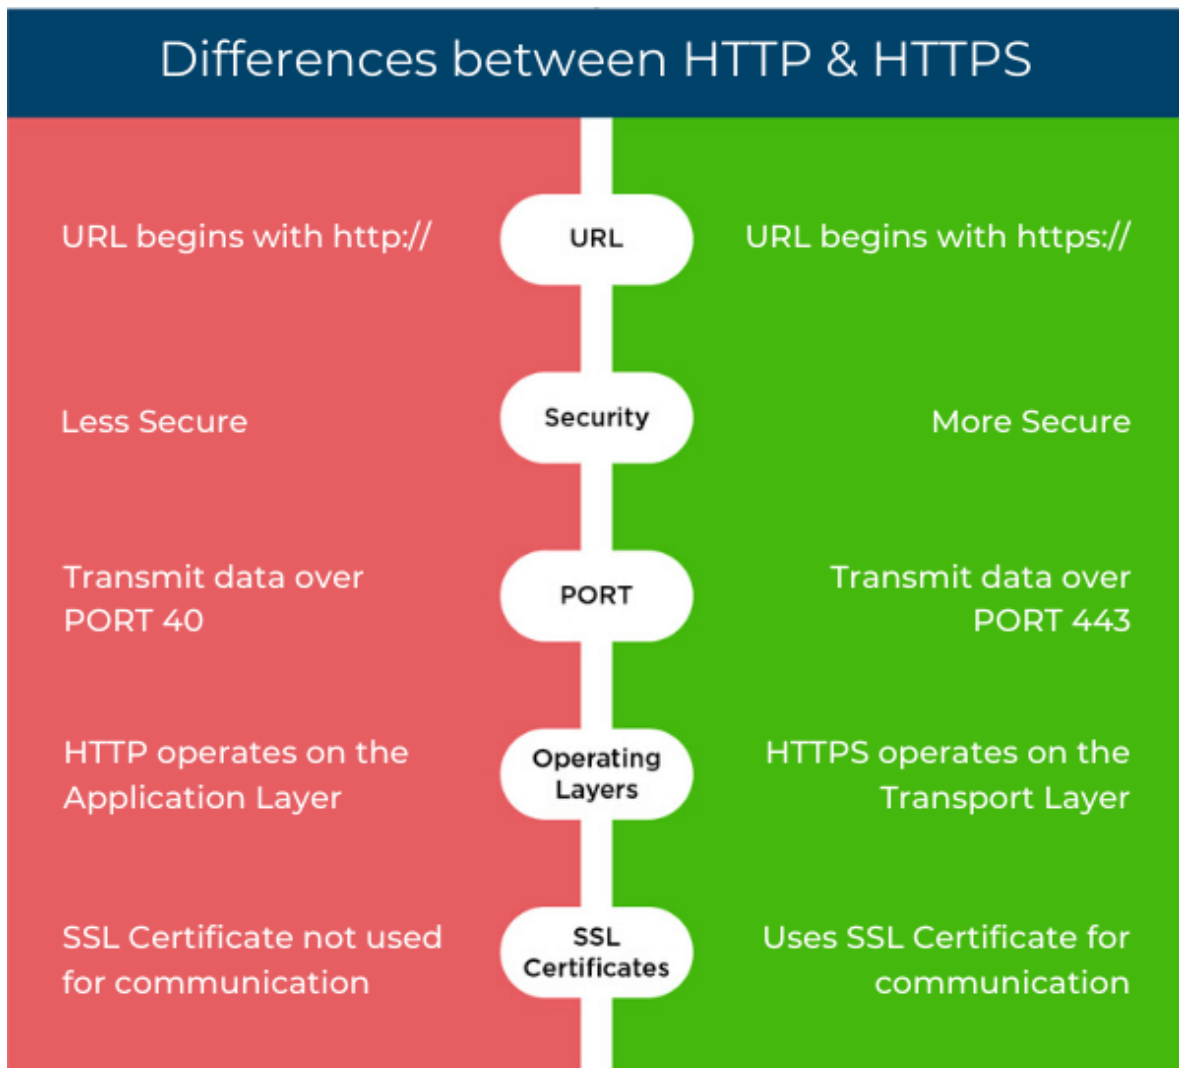 Differences between HTTP & HTTPS
URL begins with http://
URL
URL begins with https://
Less Secure
Security
More Secure
Transmit data over
PORT 40
PORT
Transmit data over
PORT 443
HTTP operates on the
Application Layer
Operating
Layers
HTTPS operates on the
Transport Layer
SSL Certificate not used
for communication
SSL
Certificates
Uses SSL Certificate for
communication